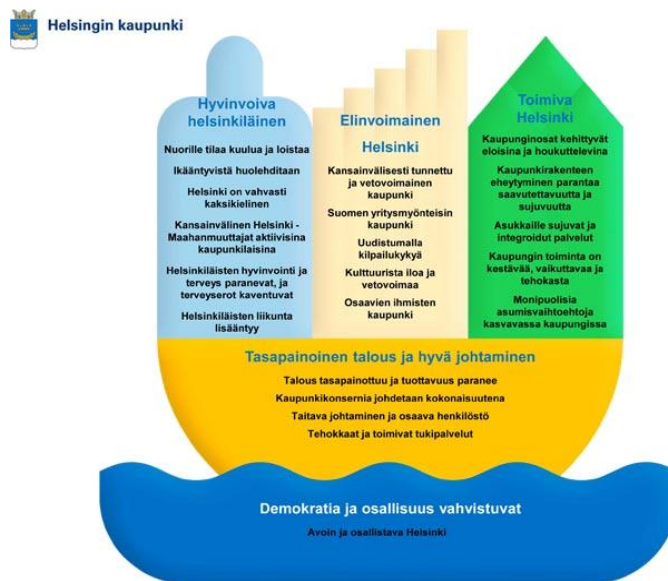 Helsingin kaupunki
Hyvinvoiva
helsinkiläinen
Nuorille tilaa kuulua ja loistaa
Ikääntyvistä huolehditaan
Helsinki on vahvasti
kaksikielinen
Kansainvälinen Helsinki -
Maahanmuuttajat aktiivisina
kaupunkilaisina
Helsinkiläisten hyvinvointi ja
terveys paranevat, ja
terveyserot kaventuvat
Helsinkiläisten liikunta
lisääntyy
Elinvoimainen
Helsinki
Kansainvälisesti tunnettu
ja vetovoimainen
kaupunki
Suomen yritysmyönteisin
kaupunki
Uudistumalla
kilpailukykyä
Kulttuurista iloa ja
vetovoimaa
Osaavien ihmisten
kaupunki
Toimiva
Helsinki
Kaupunginosat kehittyvät
eloisina ja houkuttelevina
Kaupunkirakenteen
eheytyminen parantaa
saavutettavuutta ja
sujuvuutta
Asukkaille sujuvat ja
integroidut palvelut
Kaupungin toiminta on
kestävää, vaikuttavaa ja
tehokasta
Monipuolisia
asumisvaihtoehtoja
kasvavassa kaupungissa
Tasapainoinen talous ja hyvä johtaminen
Talous tasapainottuu ja tuottavuus paranee
Kaupunkikonsernia johdetaan kokonaisuutena
Taitava johtaminen ja osaava henkilöstö
Tehokkaat ja toimivat tukipalvelut
Demokratia ja osallisuus vahvistuvat
Avoin ja osallistava Helsinki